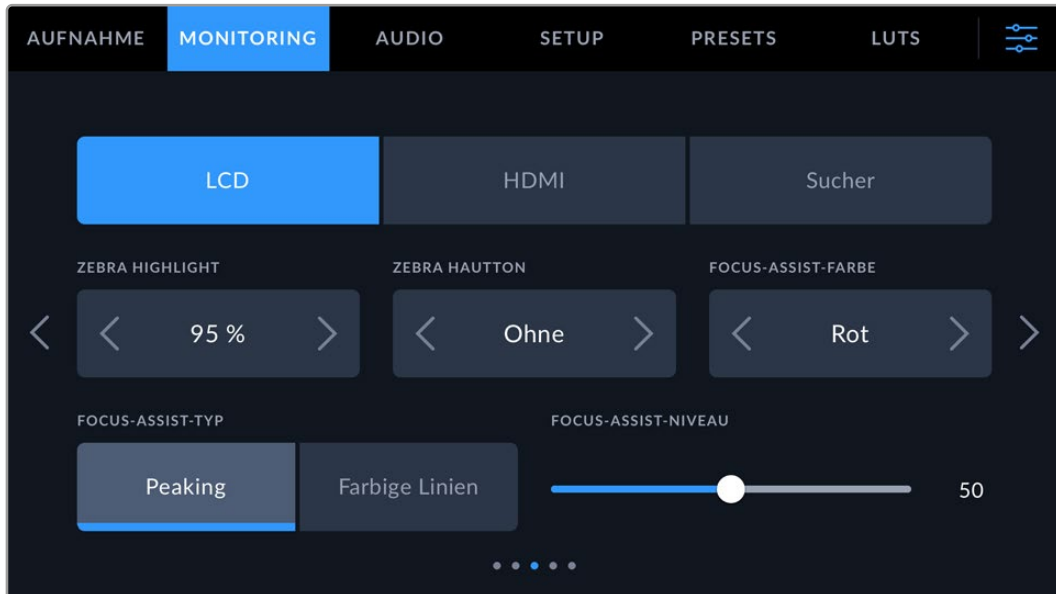 AUFNAHME MONITORING AUDIO SETUP PRESETS LUTS
LCD HDMI Sucher
ZEBRA HIGHLIGHT ZEBRA HAUTTON FOCUS-ASSIST-FARBE
95 % Ohne Rot
FOCUS-ASSIST-TYP FOCUS-ASSIST-NIVEAU
Peaking Farbige Linien 50